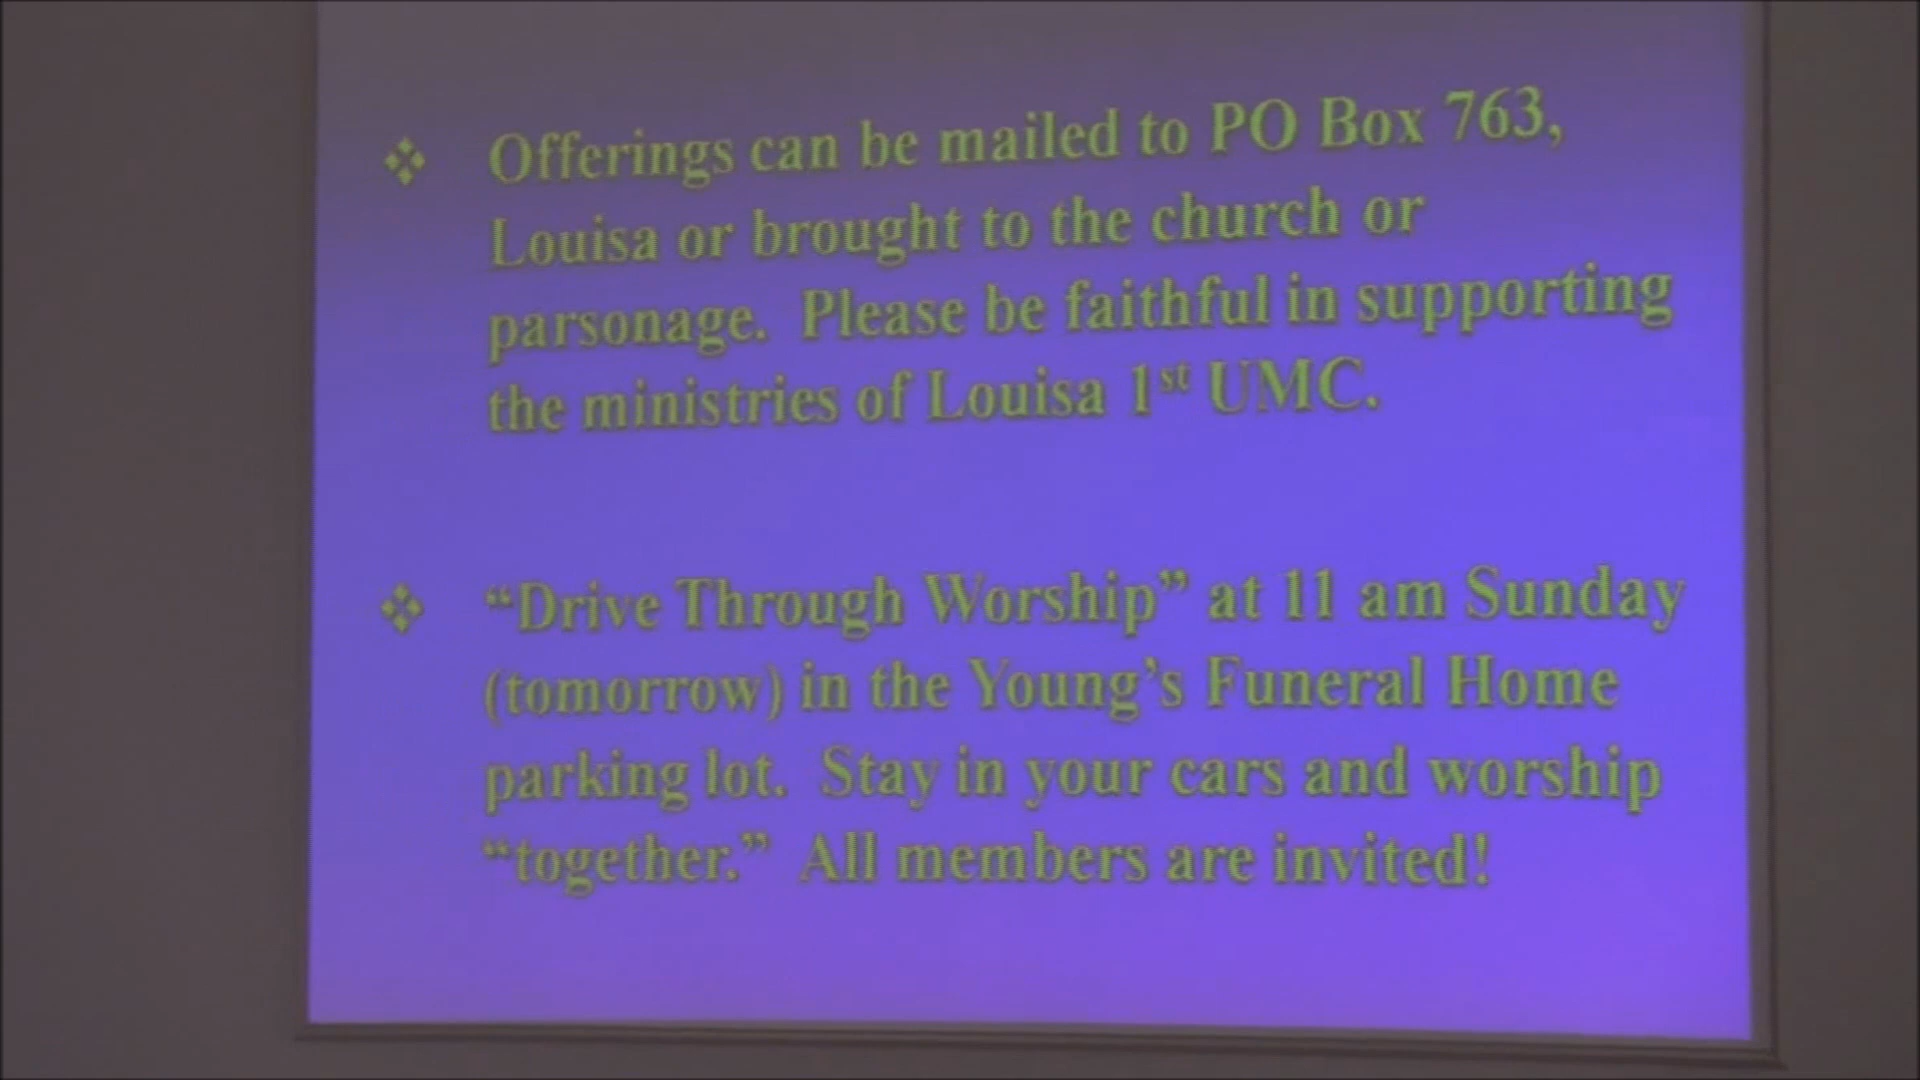 ❖ Offerings can be mailed to PO Box 763,
Louisa or brought to the church or
parsonage. Please be faithful in supporting
the ministries of Louisa 1st UMC.
❖ “Drive Through Worship” at 11 am Sunday
(tomorrow) in the Young’s Funeral Home
parking lot. Stay in your cars and worship
“together.” All members are invited!